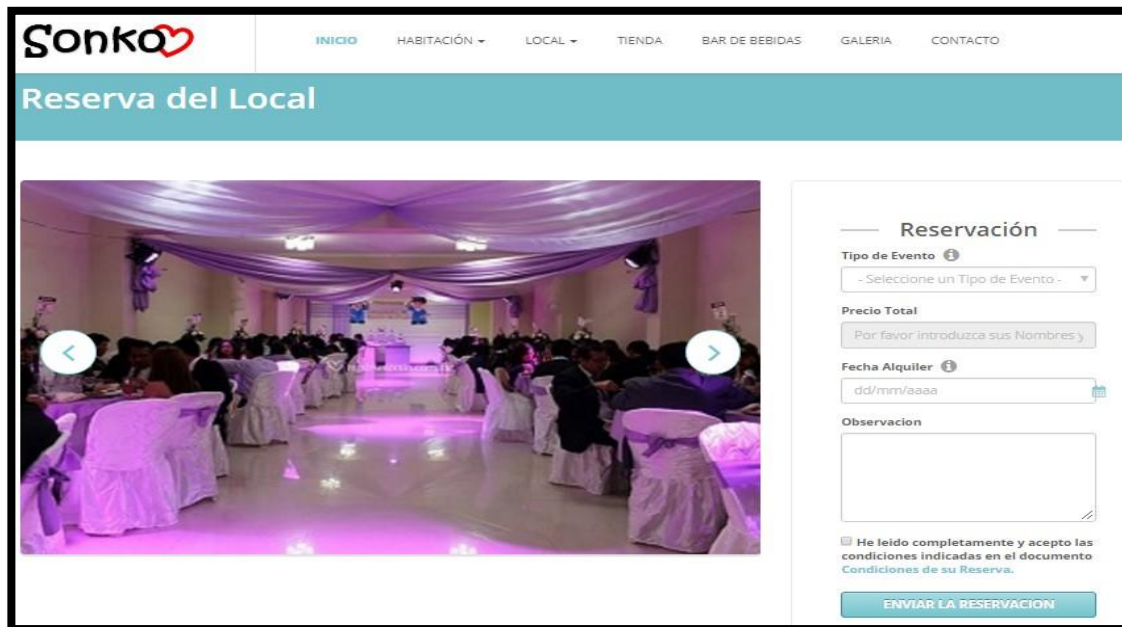 Sonko
INICIO HABITACIÓN LOCAL TIENDA BAR DE BEBIDAS GALERIA CONTACTO
Reserva del Local
Reservación
Tipo de Evento
- Seleccione un Tipo de Evento -
Precio Total
Por favor introduzca sus Nombres y
Fecha Alquiler
dd/mm/aaaa
Observacion
He leido completamente y acepto las
condiciones indicadas en el documento
Condiciones de su Reserva.
ENVIAR LA RESERVACION